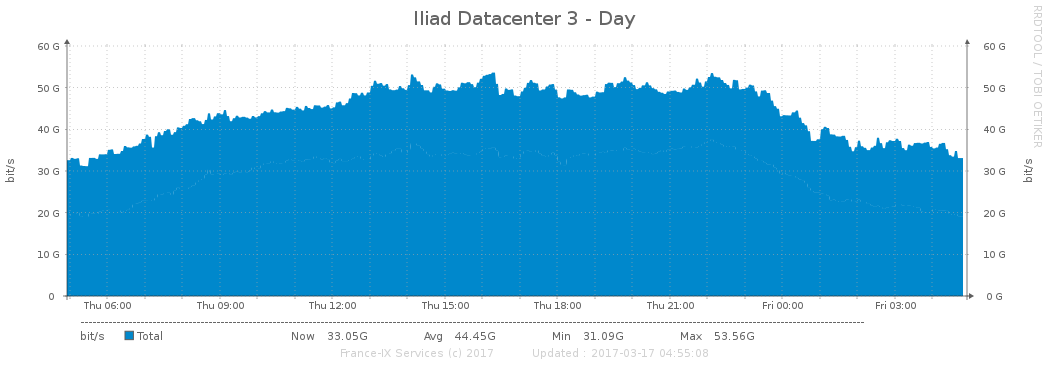 Iliad Datacenter 3 - Day
RRDTOOL / TOBI OETIKER
60 G 60 G
50 G 50 G
40 G 40 G
30 G 30 G
20 G 20 G
10 G 10 G
0 0 G
bit/s
bit/s
Thu 06:00 Thu 09:00 Thu 12:00 Thu 15:00 Thu 18:00 Thu 21:00 Fri 00:00 Fri 03:00
bit/s Total Now 33.05G Avg 44.45G Min 31.09G Max 53.56G
France-IX Services (c) 2017 Updated : 2017-03-17 04:55:08